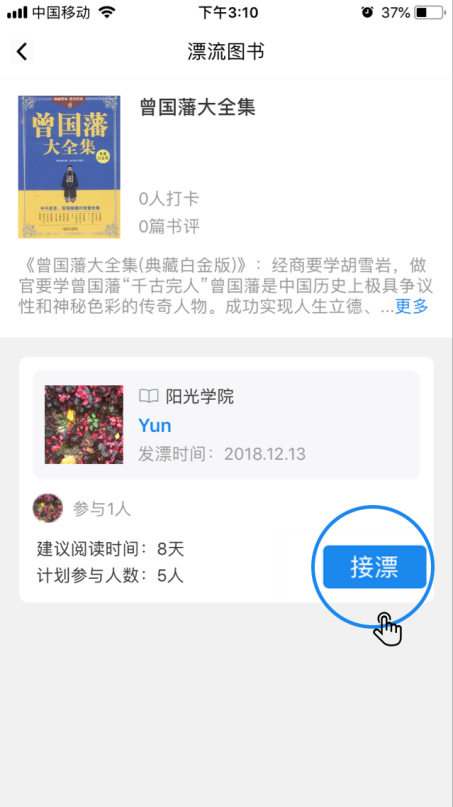 中国移动
下午3:10
37%
漂流图书
曾国藩大全集
曾国藩
大全集
0人打卡
0篇书评
《曾国藩大全集(典藏白金版)》：经商要学胡雪岩，做
官要学曾国藩“千古完人”曾国藩是中国历史上极具争议
性和神秘色彩的传奇人物。成功实现人生立德、...更多
阳光学院
Yun
发漂时间：2018.12.13
参与1人
建议阅读时间：8天
计划参与人数：5人
接漂